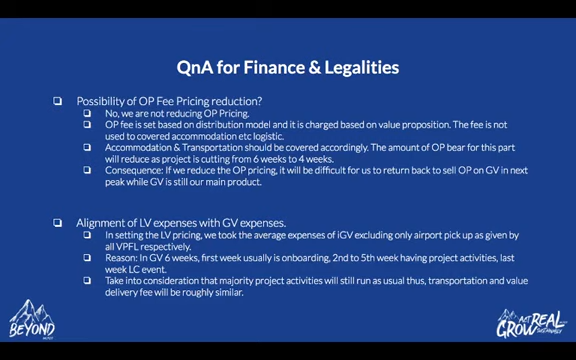 QnA for Finance & Legalities
❏ Possibility of OP Fee Pricing reduction?
❏ No, we are not reducing OP Pricing.
❏ OP fee is set based on distribution model and it is charged based on value proposition. The fee is not
used to covered accommodation etc logistic.
❏ Accommodation & Transportation should be covered accordingly. The amount of OP bear for this part
will reduce as project is cutting from 6 weeks to 4 weeks.
❏ Consequence: If we reduce the OP pricing, it will be difficult for us to return back to sell OP on GV in next
peak while GV is still our main product.
❏ Alignment of LV expenses with GV expenses.
❏ In setting the LV pricing, we took the average expenses of iGV excluding only airport pick up as given by
all VPFL respectively.
❏ Reason: In GV 6 weeks, first week usually is onboarding, 2nd to 5th week having project activities, last
week LC event.
❏ Take into consideration that majority project activities will still run as usual thus, transportation and value
delivery fee will be roughly similar.
BEYOND
ACT
REAL
GROW